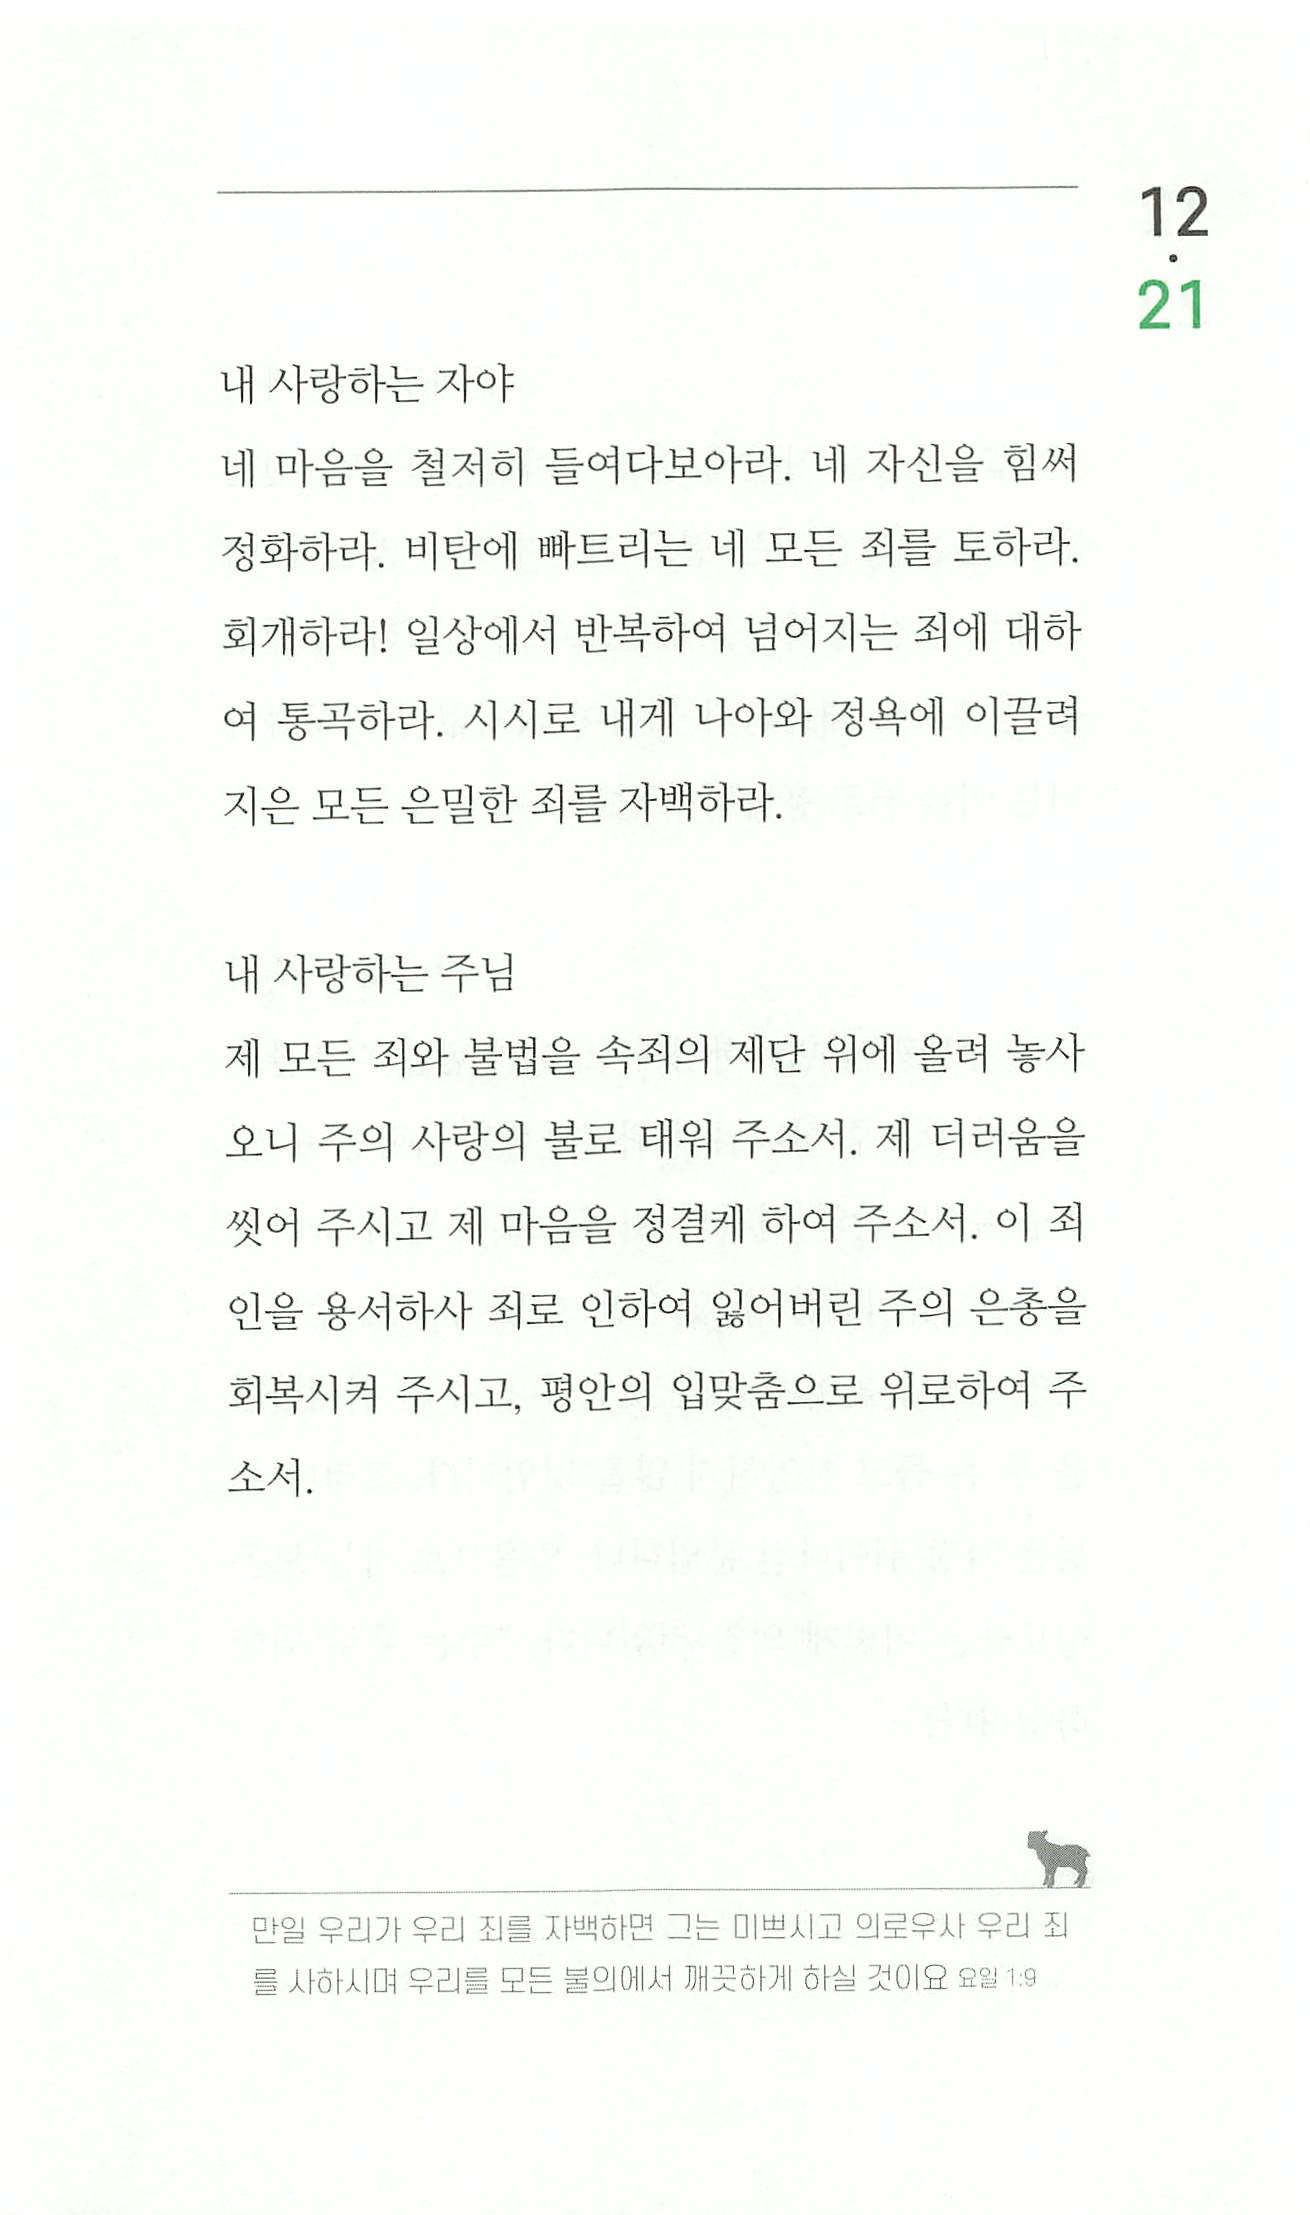 12
·
21
내 사랑하는 자야
네 마음을 철저히 들여다보아라. 네 자신을 힘써
정화하라. 비탄에 빠트리는 네 모든 죄를 토하라.
회개하라! 일상에서 반복하여 넘어지는 죄에 대하
여 통곡하라. 시시로 내게 나아와 정욕에 이끌려
지은 모든 은밀한 죄를 자백하라.
내 사랑하는 주님
제 모든 죄와 불법을 속죄의 제단 위에 올려 놓사
오니 주의 사랑의 불로 태워 주소서. 제 더러움을
씻어 주시고 제 마음을 정결케 하여 주소서. 이 죄
인을 용서하사 죄로 인하여 잃어버린 주의 은총을
회복시켜 주시고, 평안의 입맞춤으로 위로하여 주
소서.
만일 우리가 우리 죄를 자백하면 그는 미쁘시고 의로우사 우리 죄
를 사하시며 우리를 모든 불의에서 깨끗하게 하실 것이요 요일 1:9